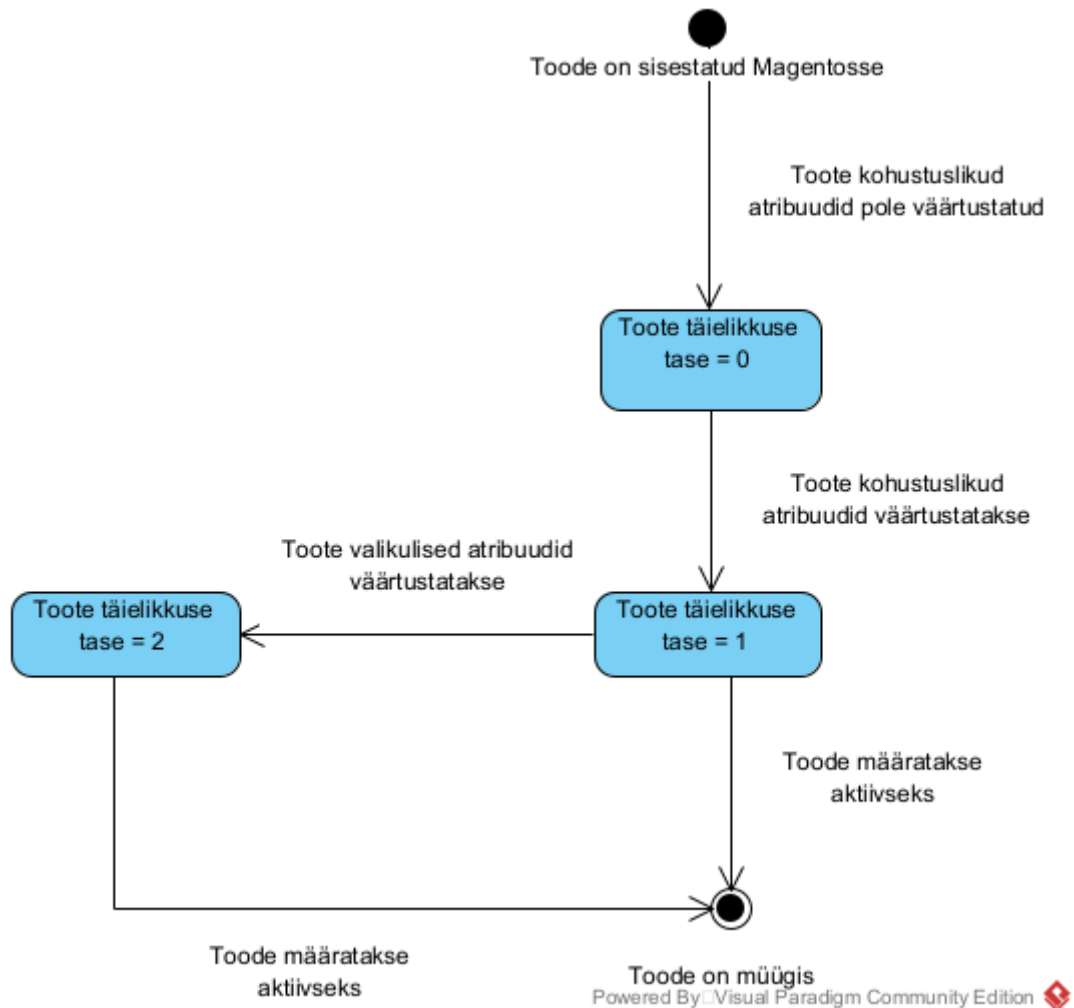 Toode on sisestatud Magentosse
Toote kohustuslikud
atribuudid pole väärtustatud
Toote täielikkuse
tase = 0
Toote kohustuslikud
atribuudid väärtustatakse
Toote valikulised atribuudid
väärtustatakse
Toote täielikkuse
tase = 2
Toote täielikkuse
tase = 1
Toode määratakse
aktiivseks
Toode määratakse
aktiivseks
Toode on müügis
Powered By□Visual Paradigm Community Edition